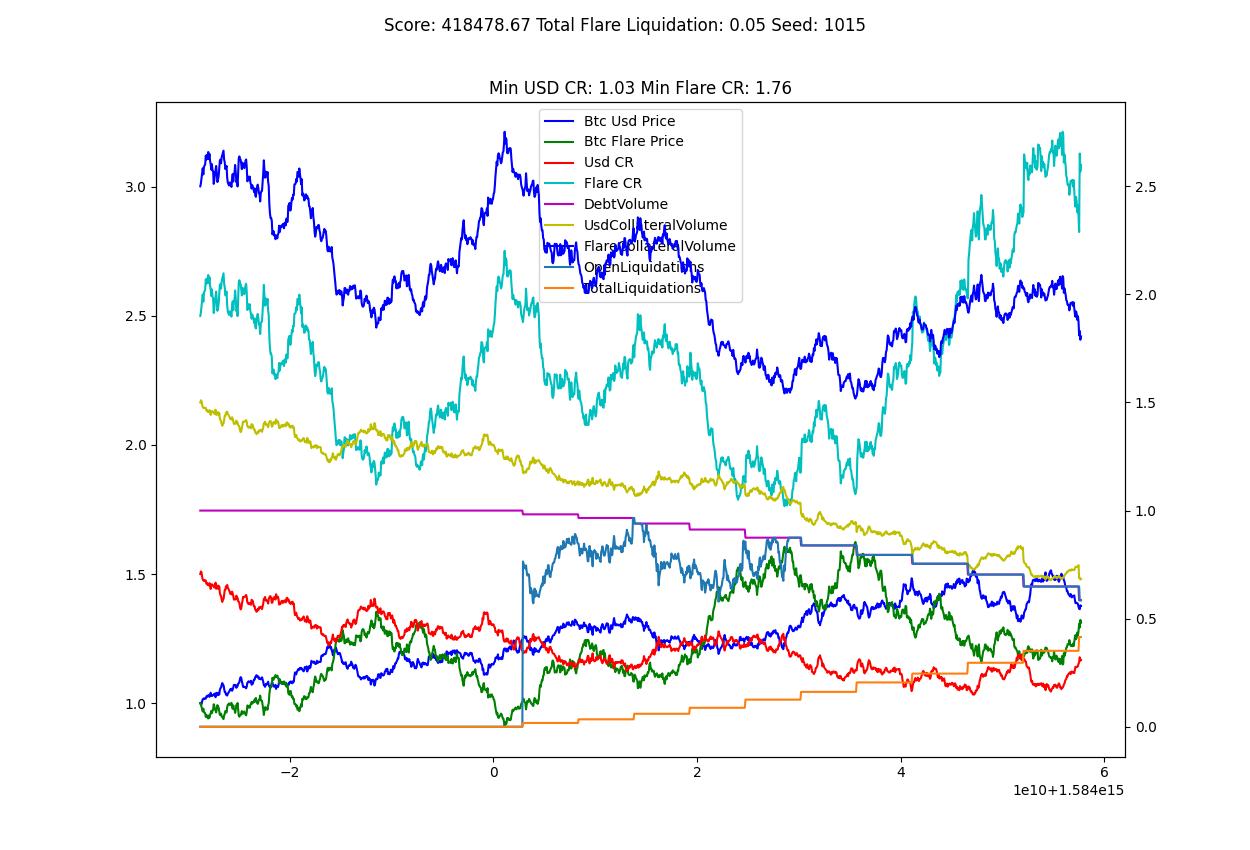 Score: 418478.67 Total Flare Liquidation: 0.05 Seed: 1015
Min USD CR: 1.03 Min Flare CR: 1.76
Btc Usd Price
Btc Flare Price
Usd CR
Flare CR
DebtVolume
UsdCollateralVolume
FlareCollateralVolume
OpenLiquidations
TotalLiquidations
3.0
2.5
2.0
1.5
1.0
2.5
2.0
1.5
1.0
0.5
0.0
−2
0
2
4
6
1e10+1.584e15